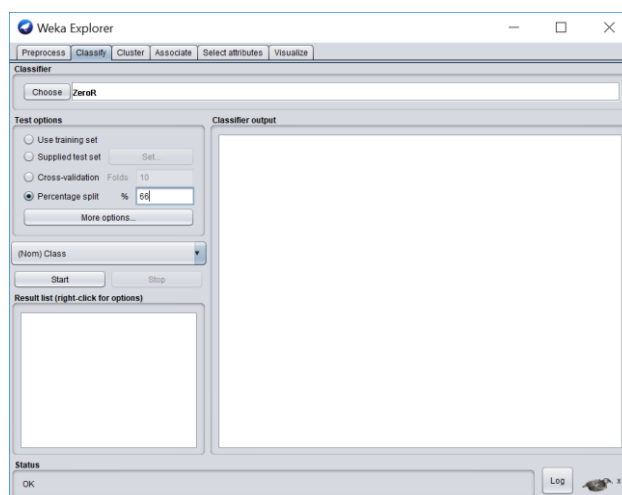 Weka Explorer
Preprocess Classify Cluster Associate Select attributes Visualize
Classifier
Choose ZeroR
Test options
Use training set
Supplied test set Set...
Cross-validation Folds 10
Percentage split % 66
More options...
(Nom) Class
Start Stop
Result list (right-click for options)
Classifier output
Status
OK
Log
x